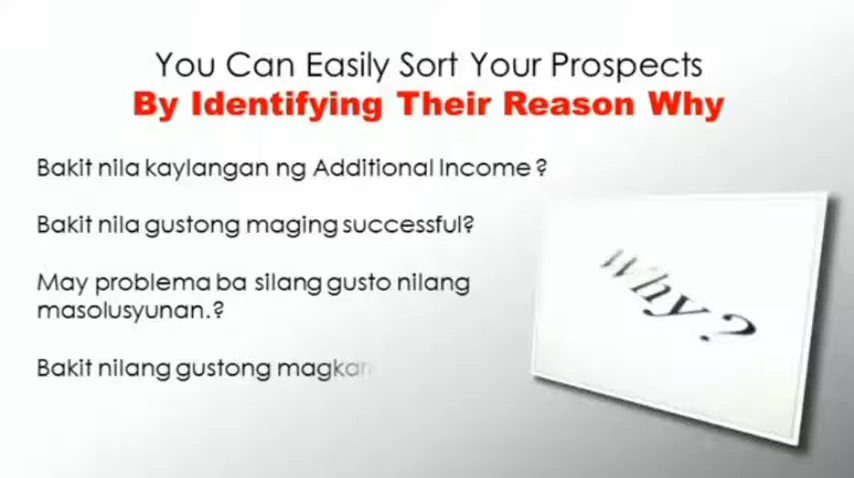 You Can Easily Sort Your Prospects
By Identifying Their Reason Why
Bakit nila kaylangan ng Additional Income ?
Bakit nila gustong maging successful?
May problema ba silang gusto nilang
masolusyunan.?
Bakit nilang gustong
Why?